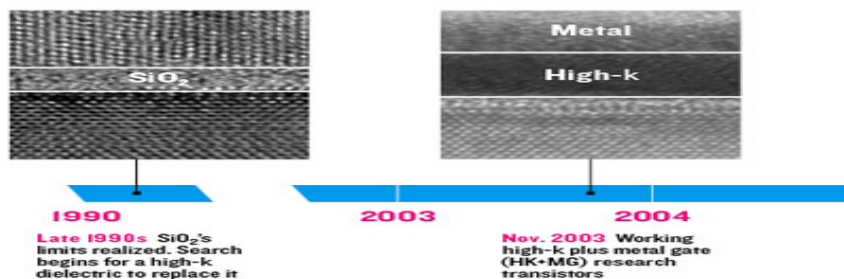 SiO₂
Metal
High-k
1990
2003
2004
Late 1990s SiO₂'s
limits realized. Search
begins for a high-k
dielectric to replace it
Nov. 2003 Working
high-k plus metal gate
(HK+MG) research
transistors